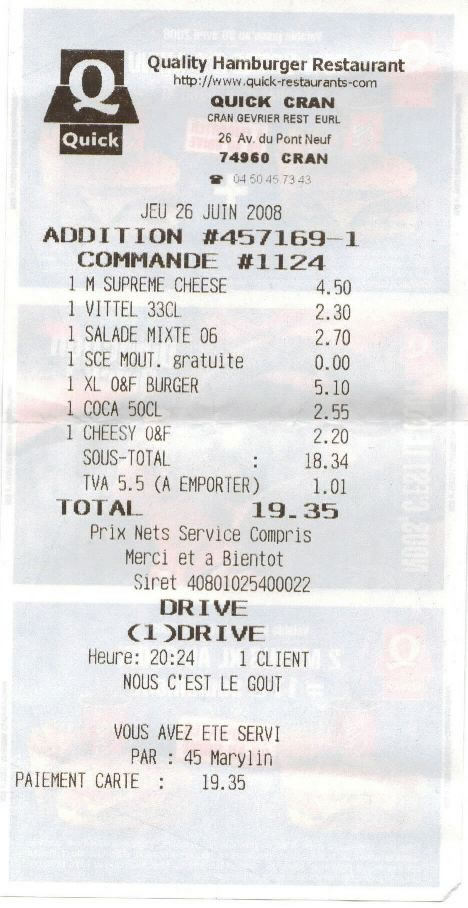 Quality Hamburger Restaurant
http://www.quick-restaurants-com
Q
Quick
QUICK CRAN
CRAN GEVRIER REST EURL
26 Av. du Pont Neuf
74960 CRAN
☎ 04 50 45 73 43
JEU 26 JUIN 2008
ADDITION #457169-1
COMMANDE #1124
1 M SUPREME CHEESE 4.50
1 VITTEL 33CL 2.30
1 SALADE MIXTE 06 2.70
1 SCE MOUT. gratuite 0.00
1 XL O&F BURGER 5.10
1 COCA 50CL 2.55
1 CHEESY O&F 2.20
SOUS-TOTAL : 18.34
TVA 5.5 (A EMPORTER) 1.01
TOTAL 19.35
Prix Nets Service Compris
Merci et a Bientot
Siret 40801025400022
DRIVE
(1)DRIVE
Heure: 20:24 1 CLIENT
NOUS C'EST LE GOUT
VOUS AVEZ ETE SERVI
PAR : 45 Marylin
PAIEMENT CARTE : 19.35